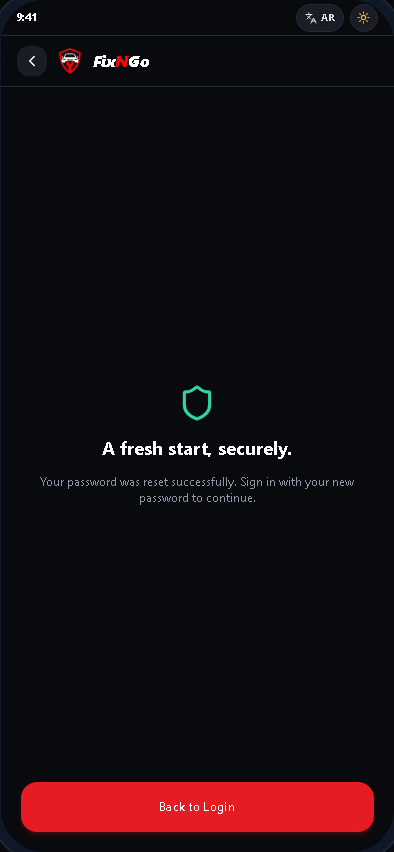 9:41
AR
FixNGo
A fresh start, securely.
Your password was reset successfully. Sign in with your new
password to continue.
Back to Login